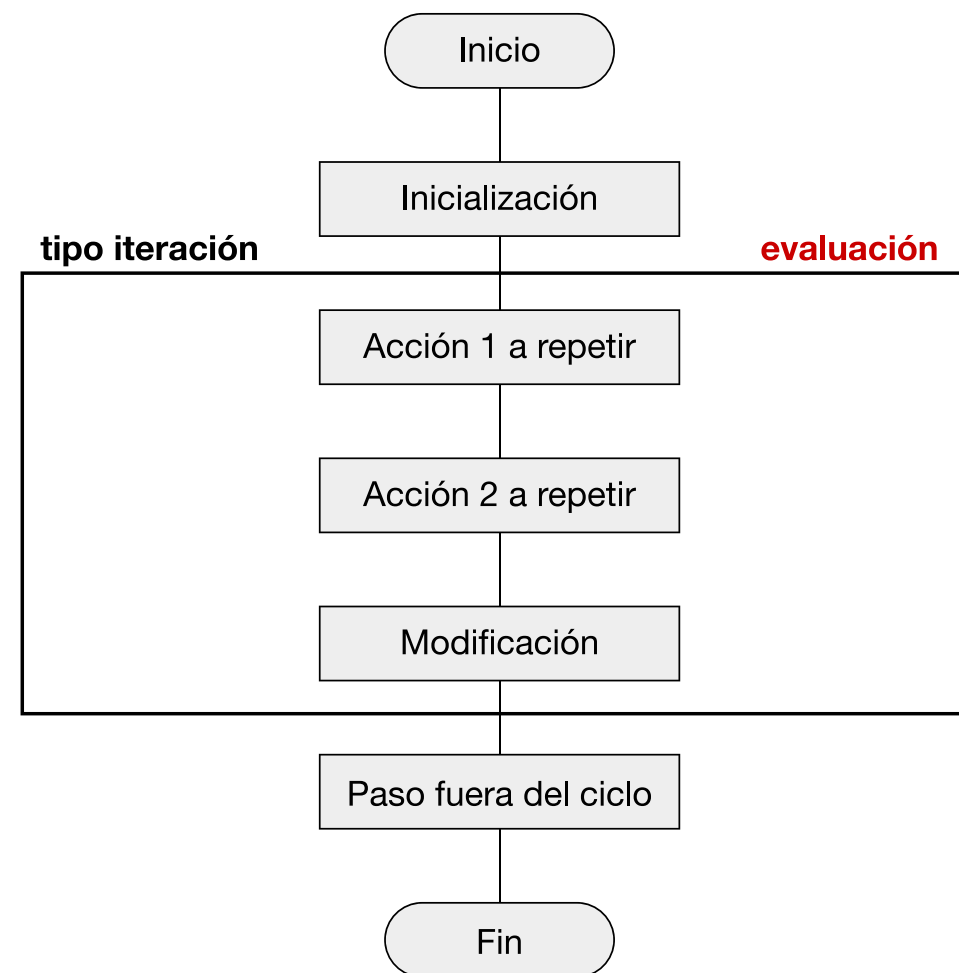 Inicio
Inicialización
tipo iteración
evaluación
Acción 1 a repetir
Acción 2 a repetir
Modificación
Paso fuera del ciclo
Fin